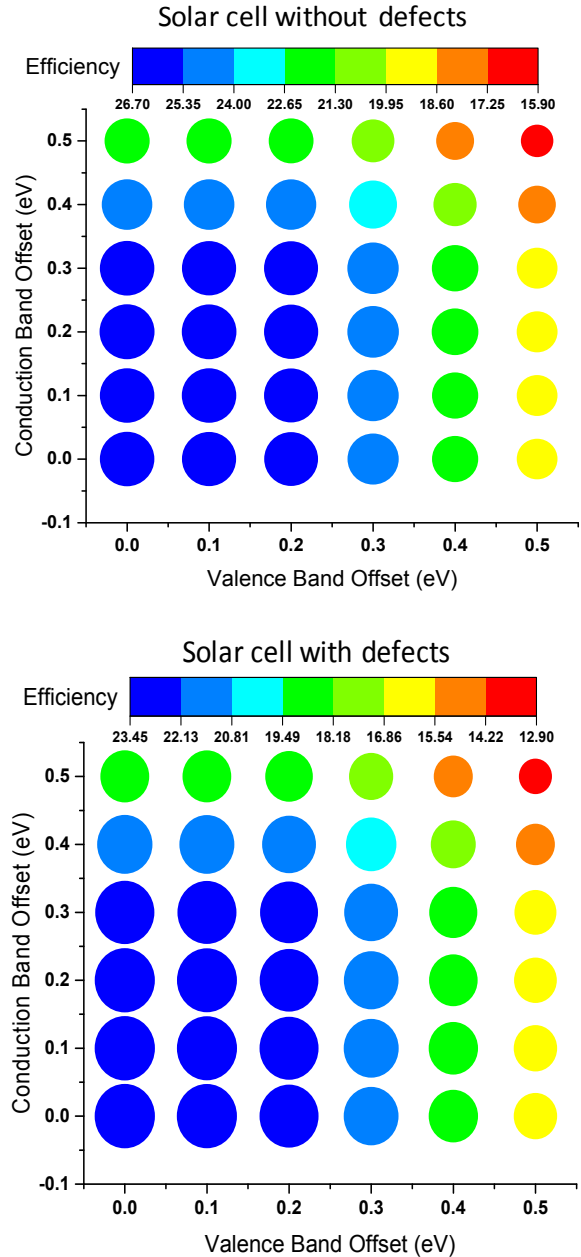 Solar cell without defects
Efficiency
26.70 25.35 24.00 22.65 21.30 19.95 18.60 17.25 15.90
0.5
0.4
0.3
0.2
0.1
0.0
-0.1
Conduction Band Offset (eV)
0.0 0.1 0.2 0.3 0.4 0.5
Valence Band Offset (eV)
Solar cell with defects
Efficiency
23.45 22.13 20.81 19.49 18.18 16.86 15.54 14.22 12.90
0.5
0.4
0.3
0.2
0.1
0.0
-0.1
Conduction Band Offset (eV)
0.0 0.1 0.2 0.3 0.4 0.5
Valence Band Offset (eV)